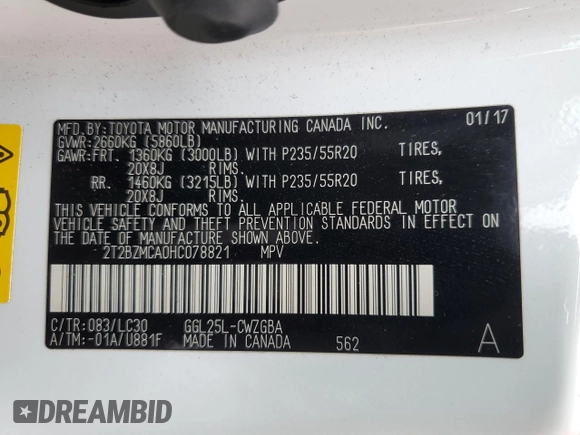 MFD.BY:TOYOTA MOTOR MANUFACTURING CANADA INC. 01/17
GVWR:2660KG (5860LB)
GAWR:FRT. 1360KG (3000LB) WITH P235/55R20 TIRES,
20X8J RIMS.
RR. 1460KG (3215LB) WITH P235/55R20 TIRES,
20X8J RIMS.
THIS VEHICLE CONFORMS TO ALL APPLICABLE FEDERAL MOTOR
VEHICLE SAFETY AND THEFT PREVENTION STANDARDS IN EFFECT ON
THE DATE OF MANUFACTURE SHOWN ABOVE.
2T2BZMCA0HC078821 MPV
C/TR:083/LC30 GGL25L-CWZGBA
A/TM:-01A/U881F MADE IN CANADA 562 A
DREAMBID